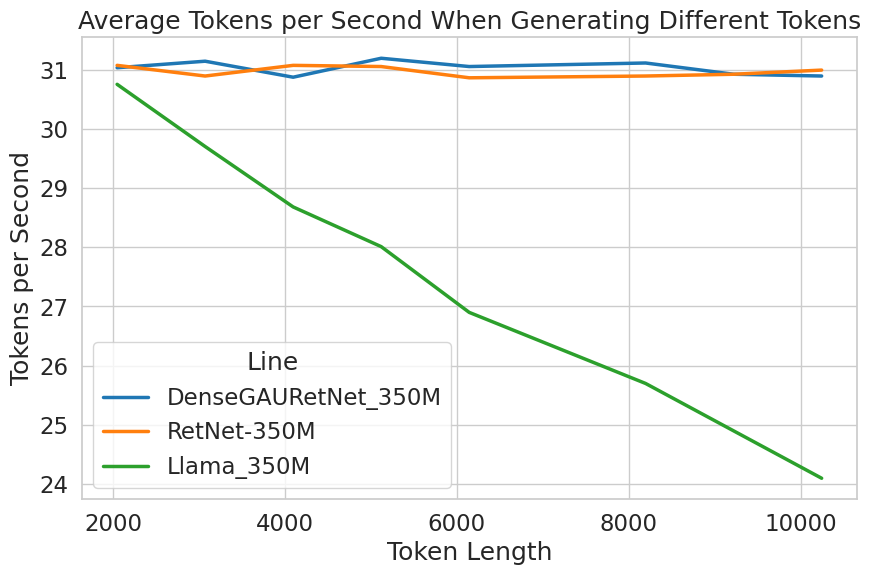 Average Tokens per Second When Generating Different Tokens
Tokens per Second
31
30
29
28
27
26
25
24
Line
DenseGAURetNet_350M
RetNet-350M
Llama_350M
2000 4000 6000 8000 10000
Token Length